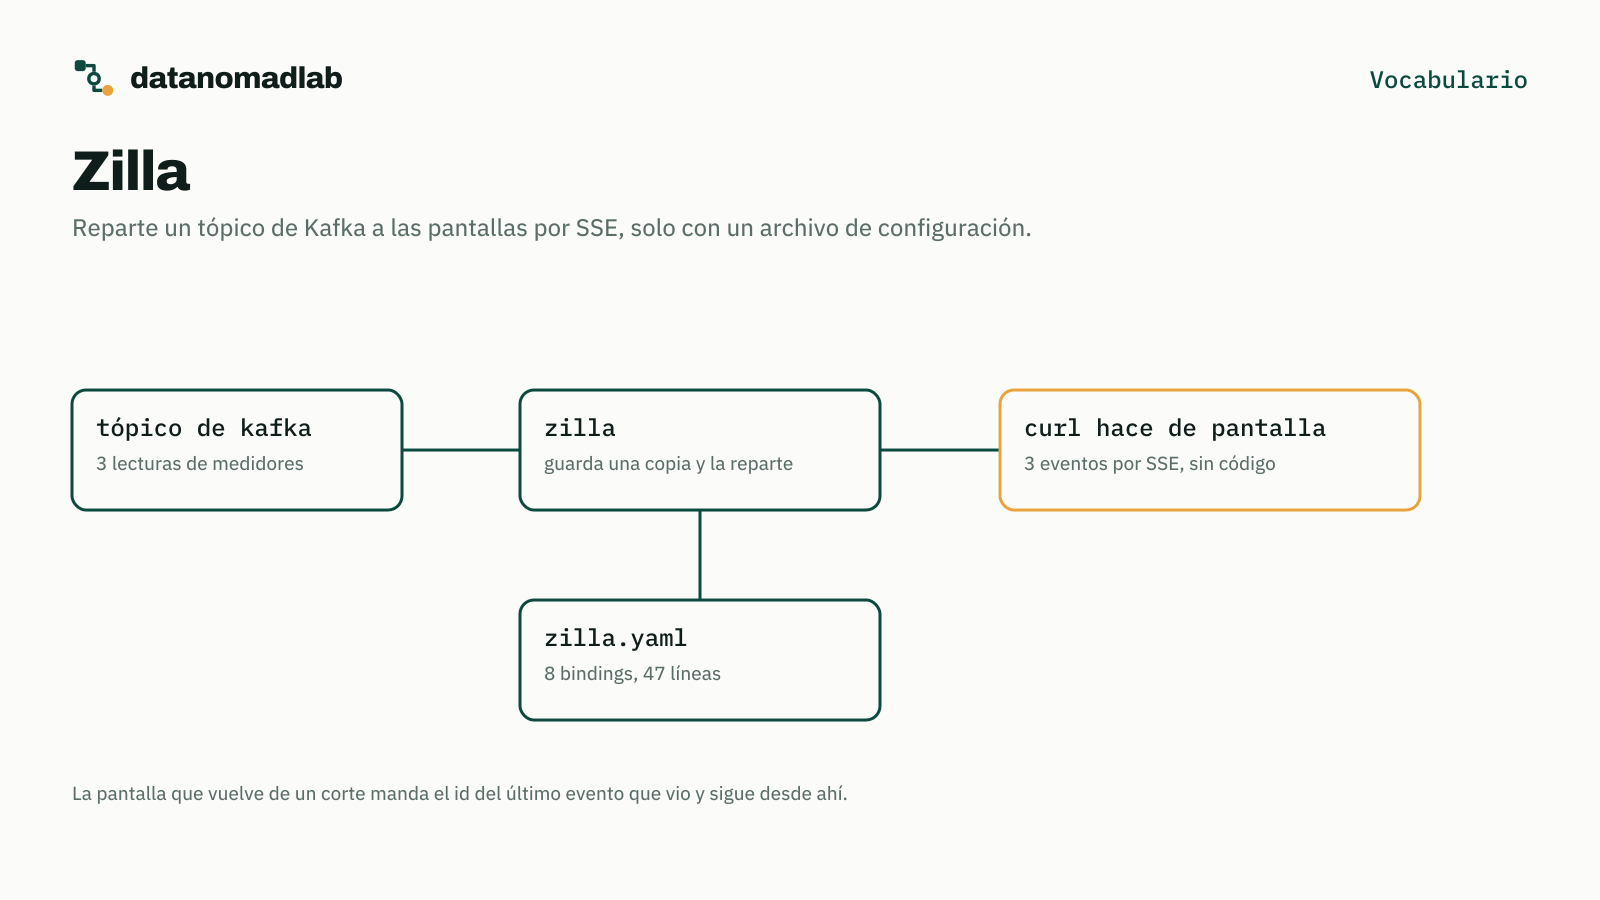 datanomadlab
Vocabulario
Zilla
Reparte un tópico de Kafka a las pantallas por SSE, solo con un archivo de configuración.
tópico de kafka
3 lecturas de medidores
zilla
guarda una copia y la reparte
curl hace de pantalla
3 eventos por SSE, sin código
zilla.yaml
8 bindings, 47 líneas
La pantalla que vuelve de un corte manda el id del último evento que vio y sigue desde ahí.